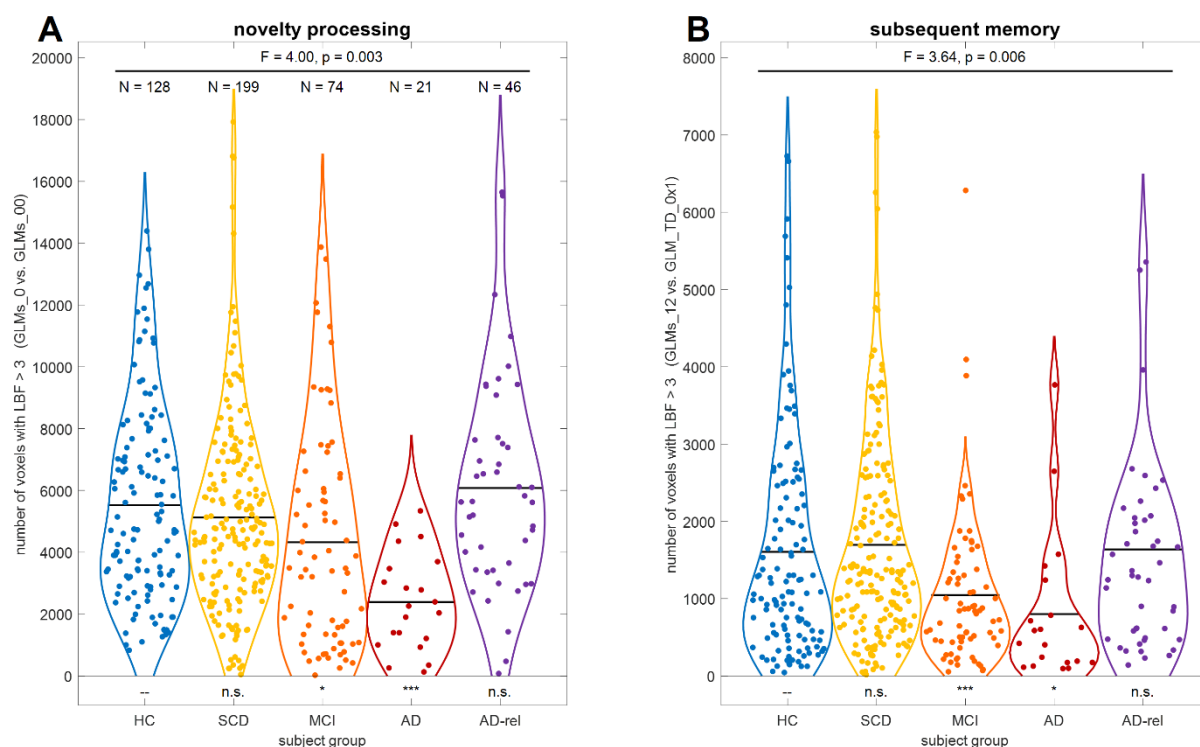 A
novelty processing
F = 4.00, p = 0.003
N = 128
N = 199
N = 74
N = 21
N = 46
20000
18000
16000
14000
12000
10000
8000
6000
4000
2000
0
number of voxels with LBF > 3 (GLMs_0 vs. GLMs_00)
--
n.s.
*
***
n.s.
HC
SCD
MCI
AD
AD-rel
subject group
B
subsequent memory
F = 3.64, p = 0.006
8000
7000
6000
5000
4000
3000
2000
1000
0
number of voxels with LBF > 3 (GLMs_12 vs. GLM_TD_0x1)
--
n.s.
***
*
n.s.
HC
SCD
MCI
AD
AD-rel
subject group